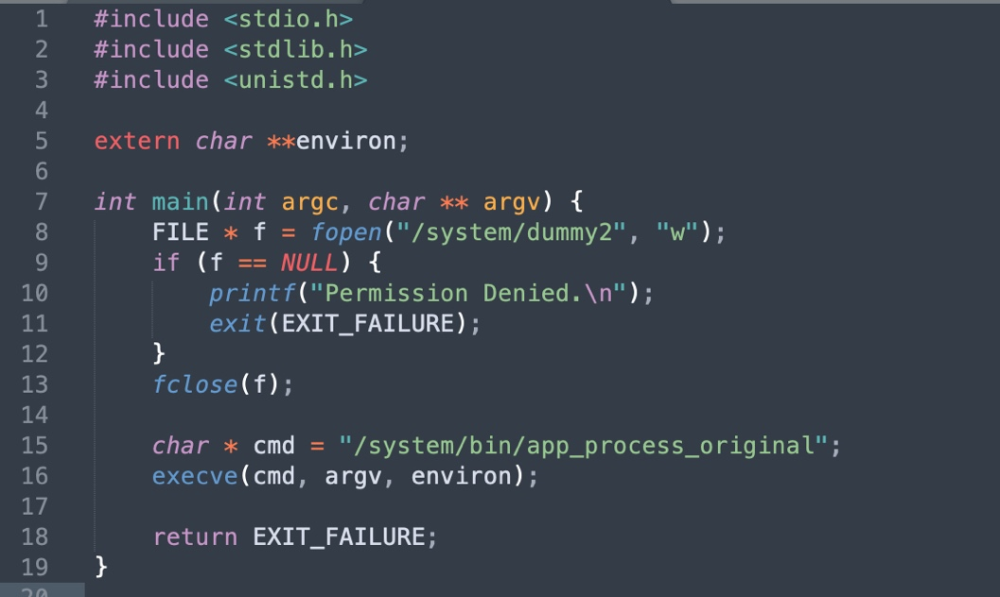 1 #include <stdio.h>
2 #include <stdlib.h>
3 #include <unistd.h>
4
5 extern char **environ;
6
7 int main(int argc, char ** argv) {
8     FILE * f = fopen("/system/dummy2", "w");
9     if (f == NULL) {
10         printf("Permission Denied.\n");
11         exit(EXIT_FAILURE);
12     }
13     fclose(f);
14
15     char * cmd = "/system/bin/app_process_original";
16     execve(cmd, argv, environ);
17
18     return EXIT_FAILURE;
19 }
20